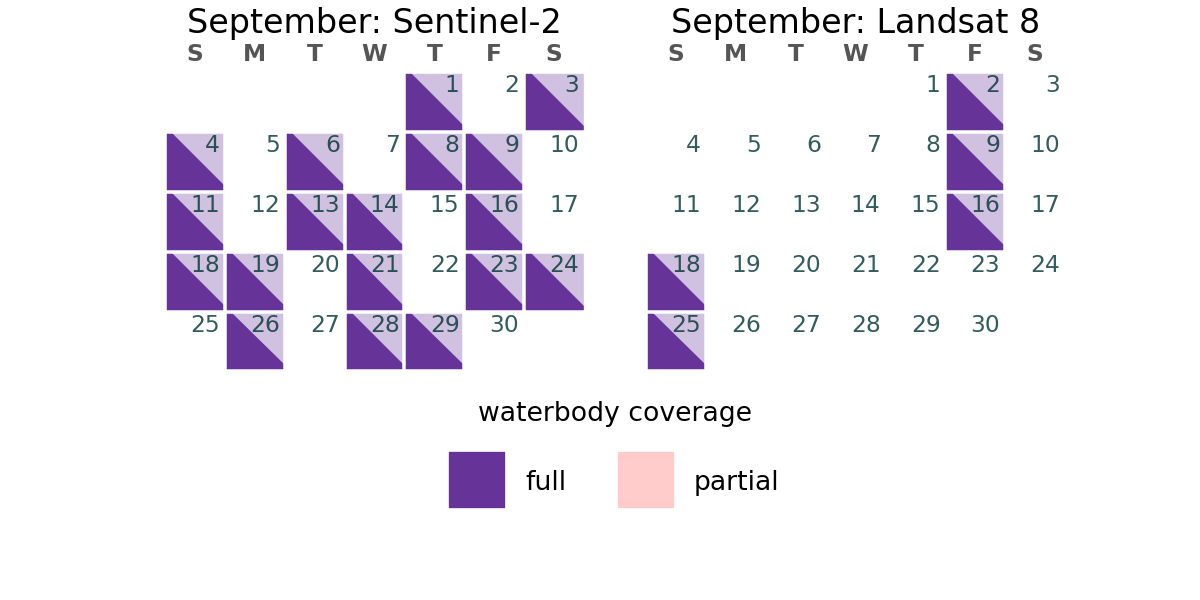 September: Sentinel-2
S M T W T F S
1 2 3
4 5 6 7 8 9 10
11 12 13 14 15 16 17
18 19 20 21 22 23 24
25 26 27 28 29 30
September: Landsat 8
S M T W T F S
1 2 3
4 5 6 7 8 9 10
11 12 13 14 15 16 17
18 19 20 21 22 23 24
25 26 27 28 29 30
waterbody coverage
full partial